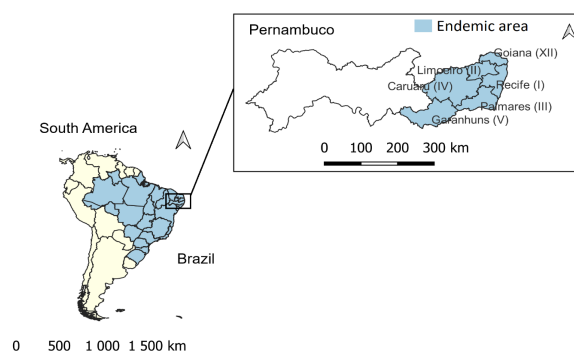 Pernambuco
Endemic area
Goiana (XII)
Limoeiro (II)
Caruaru (IV)
Recife (I)
Palmares (III)
Garanhuns (V)
0 100 200 300 km
South America
Brazil
0 500 1 000 1 500 km